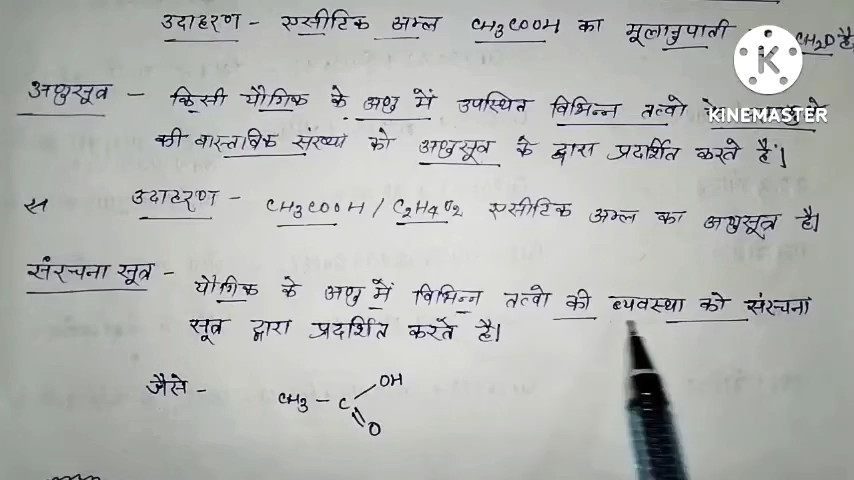 उदाहरण - एसीटिक अम्ल CH3COOH का मूलानुपाती CH2O है
अणुसूत्र - किसी यौगिक के अणु में उपस्थित विभिन्न तत्वो के
KINEMASTER
की वास्तविक संख्या को अणुसूत्र के द्वारा प्रदर्शित करते है।
स उदाहरण - CH3COOH / C2H4O2 एसीटिक अम्ल का अणुसूत्र है।
संरचना सूत्र - यौगिक के अणु में विभिन्न तत्वो की व्यवस्था को संरचना
सूत्र द्वारा प्रदर्शित करते है।
जैसे - CH3 - C OH
O